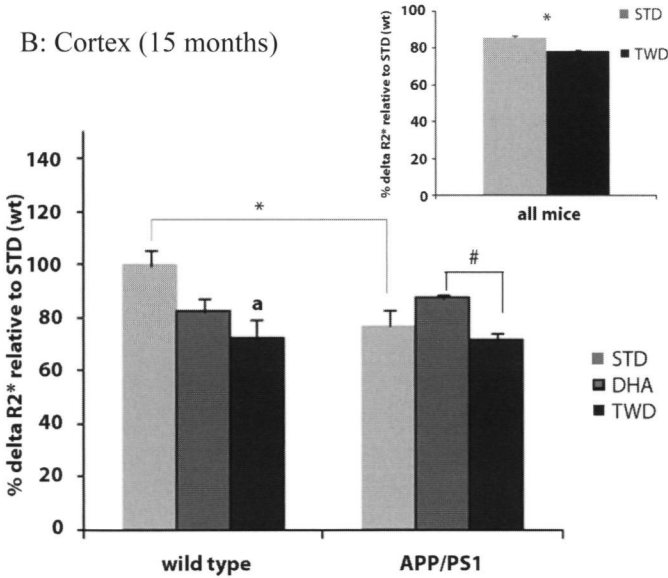 B: Cortex (15 months)
% delta R2* relative to STD (wt)
100
80
60
40
20
0
*
STD
TWD
all mice
% delta R2* relative to STD (wt)
140
120
100
80
60
40
20
0
*
a
#
STD
DHA
TWD
wild type
APP/PS1